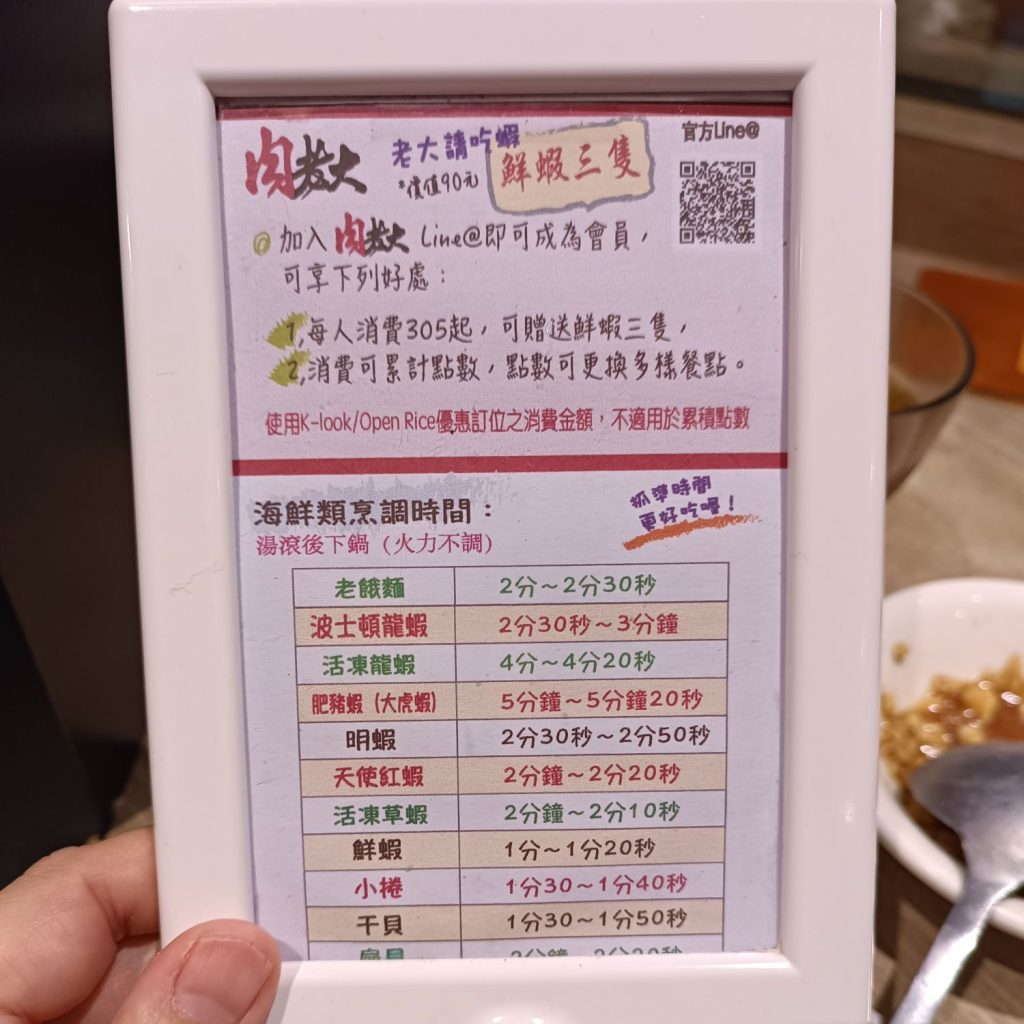 肉老大
老大請吃蝦
*價值90元
鮮蝦三隻
官方Line@
加入 肉老大 Line@即可成為會員,
可享下列好處:
1,每人消費305起,可贈送鮮蝦三隻,
2,消費可累計點數,點數可更換多樣餐點。
使用K-look/Open Rice優惠訂位之消費金額,不適用於累積點數
海鮮類烹調時間:
抓準時間
更好吃喔!
湯滾後下鍋(火力不調)
老餓麵 2分~2分30秒
波士頓龍蝦 2分30秒~3分鐘
活凍龍蝦 4分~4分20秒
肥豬蝦(大虎蝦) 5分鐘~5分鐘20秒
明蝦 2分30秒~2分50秒
天使紅蝦 2分鐘~2分20秒
活凍草蝦 2分鐘~2分10秒
鮮蝦 1分~1分20秒
小捲 1分30~1分40秒
干貝 1分30~1分50秒